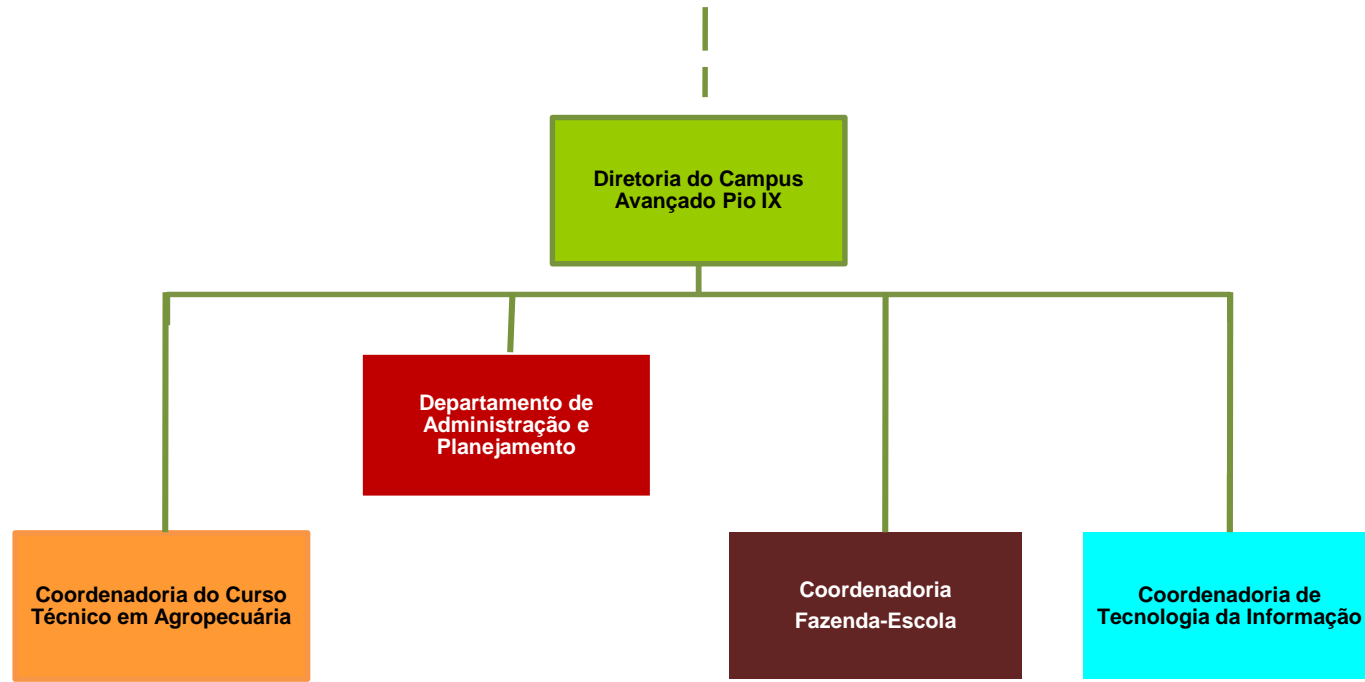 Diretoria do Campus
Avançado Pio IX
Departamento de
Administração e
Planejamento
Coordenadoria do Curso
Técnico em Agropecuária
Coordenadoria
Fazenda-Escola
Coordenadoria de
Tecnologia da Informação